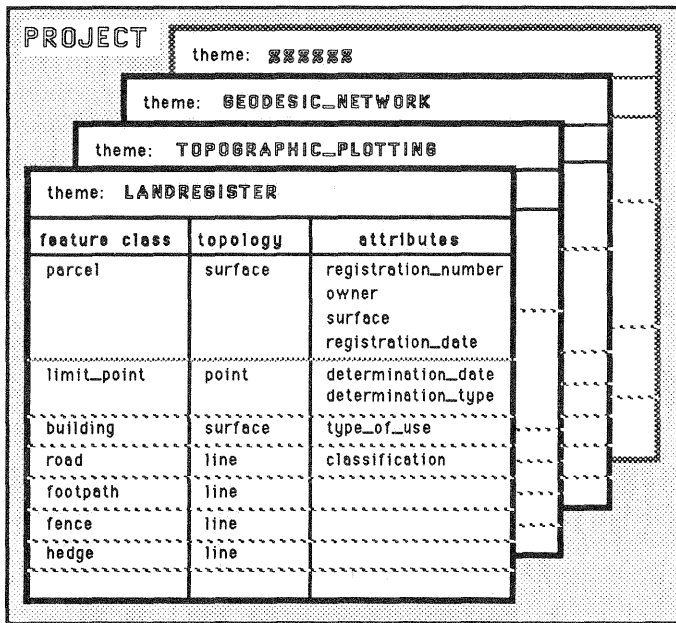 PROJECT
theme: %%%%%%
theme: GEODESIC_NETWORK
theme: TOPOGRAPHIC_PLOTTING
theme: LANDREGISTER
feature class topology attributes
parcel surface registration_number
owner
surface
registration_date
limit_point point determination_date
determination_type
building surface type_of_use
road line classification
footpath line
fence line
hedge line